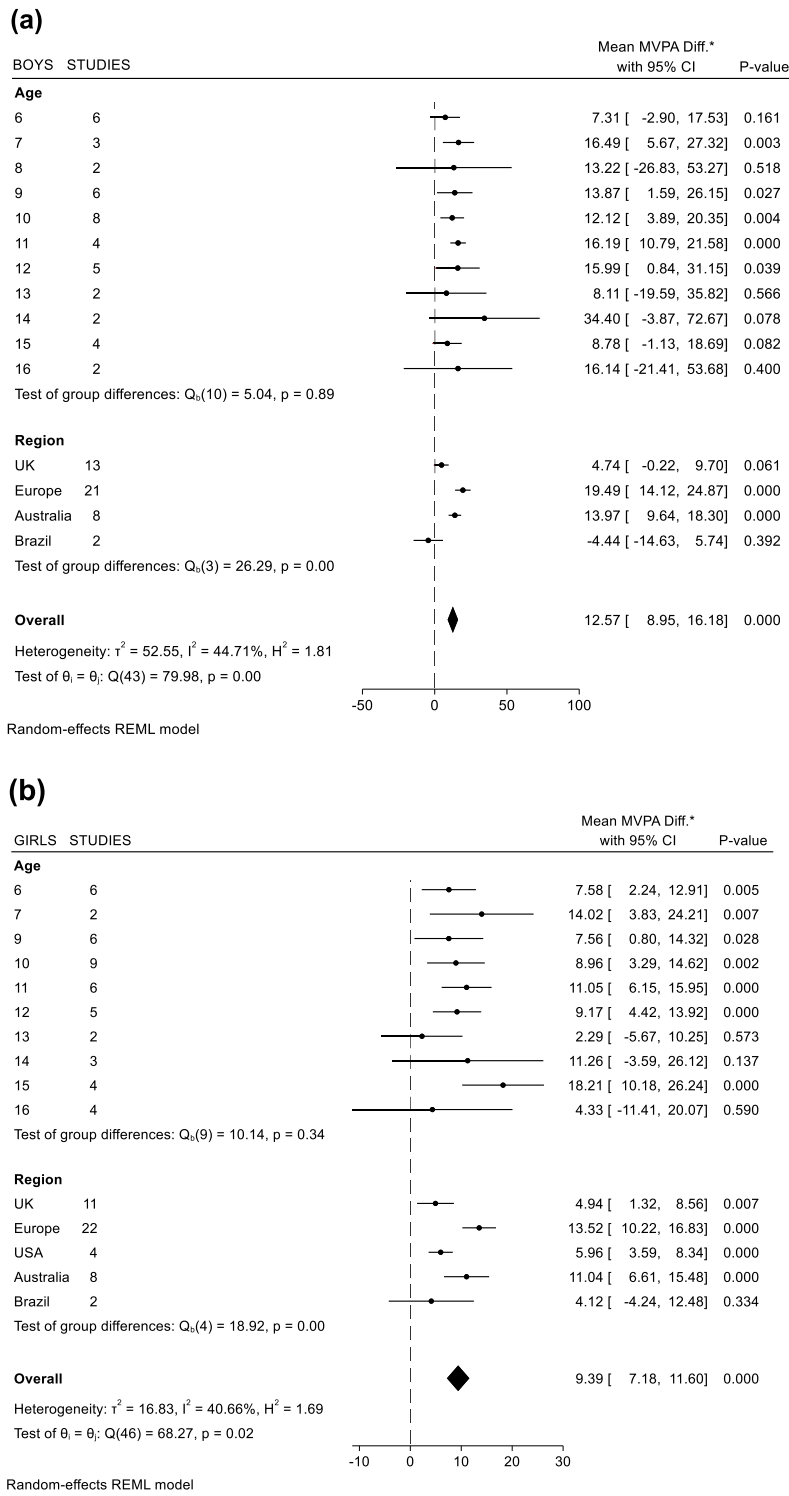 (a)
Mean MVPA Diff.*
BOYS STUDIES with 95% CI P-value
Age
6 6 7.31 [ -2.90, 17.53] 0.161
7 3 16.49 [ 5.67, 27.32] 0.003
8 2 13.22 [ -26.83, 53.27] 0.518
9 6 13.87 [ 1.59, 26.15] 0.027
10 8 12.12 [ 3.89, 20.35] 0.004
11 4 16.19 [ 10.79, 21.58] 0.000
12 5 15.99 [ 0.84, 31.15] 0.039
13 2 8.11 [ -19.59, 35.82] 0.566
14 2 34.40 [ -3.87, 72.67] 0.078
15 4 8.78 [ -1.13, 18.69] 0.082
16 2 16.14 [ -21.41, 53.68] 0.400
Test of group differences: Q_b(10) = 5.04, p = 0.89
Region
UK 13 4.74 [ -0.22, 9.70] 0.061
Europe 21 19.49 [ 14.12, 24.87] 0.000
Australia 8 13.97 [ 9.64, 18.30] 0.000
Brazil 2 -4.44 [ -14.63, 5.74] 0.392
Test of group differences: Q_b(3) = 26.29, p = 0.00
Overall 12.57 [ 8.95, 16.18] 0.000
Heterogeneity: τ² = 52.55, I² = 44.71%, H² = 1.81
Test of θᵢ = θⱼ: Q(43) = 79.98, p = 0.00
-50 0 50 100
Random-effects REML model
(b)
Mean MVPA Diff.*
GIRLS STUDIES with 95% CI P-value
Age
6 6 7.58 [ 2.24, 12.91] 0.005
7 2 14.02 [ 3.83, 24.21] 0.007
9 6 7.56 [ 0.80, 14.32] 0.028
10 9 8.96 [ 3.29, 14.62] 0.002
11 6 11.05 [ 6.15, 15.95] 0.000
12 5 9.17 [ 4.42, 13.92] 0.000
13 2 2.29 [ -5.67, 10.25] 0.573
14 3 11.26 [ -3.59, 26.12] 0.137
15 4 18.21 [ 10.18, 26.24] 0.000
16 4 4.33 [ -11.41, 20.07] 0.590
Test of group differences: Q_b(9) = 10.14, p = 0.34
Region
UK 11 4.94 [ 1.32, 8.56] 0.007
Europe 22 13.52 [ 10.22, 16.83] 0.000
USA 4 5.96 [ 3.59, 8.34] 0.000
Australia 8 11.04 [ 6.61, 15.48] 0.000
Brazil 2 4.12 [ -4.24, 12.48] 0.334
Test of group differences: Q_b(4) = 18.92, p = 0.00
Overall 9.39 [ 7.18, 11.60] 0.000
Heterogeneity: τ² = 16.83, I² = 40.66%, H² = 1.69
Test of θᵢ = θⱼ: Q(46) = 68.27, p = 0.02
-10 0 10 20 30
Random-effects REML model